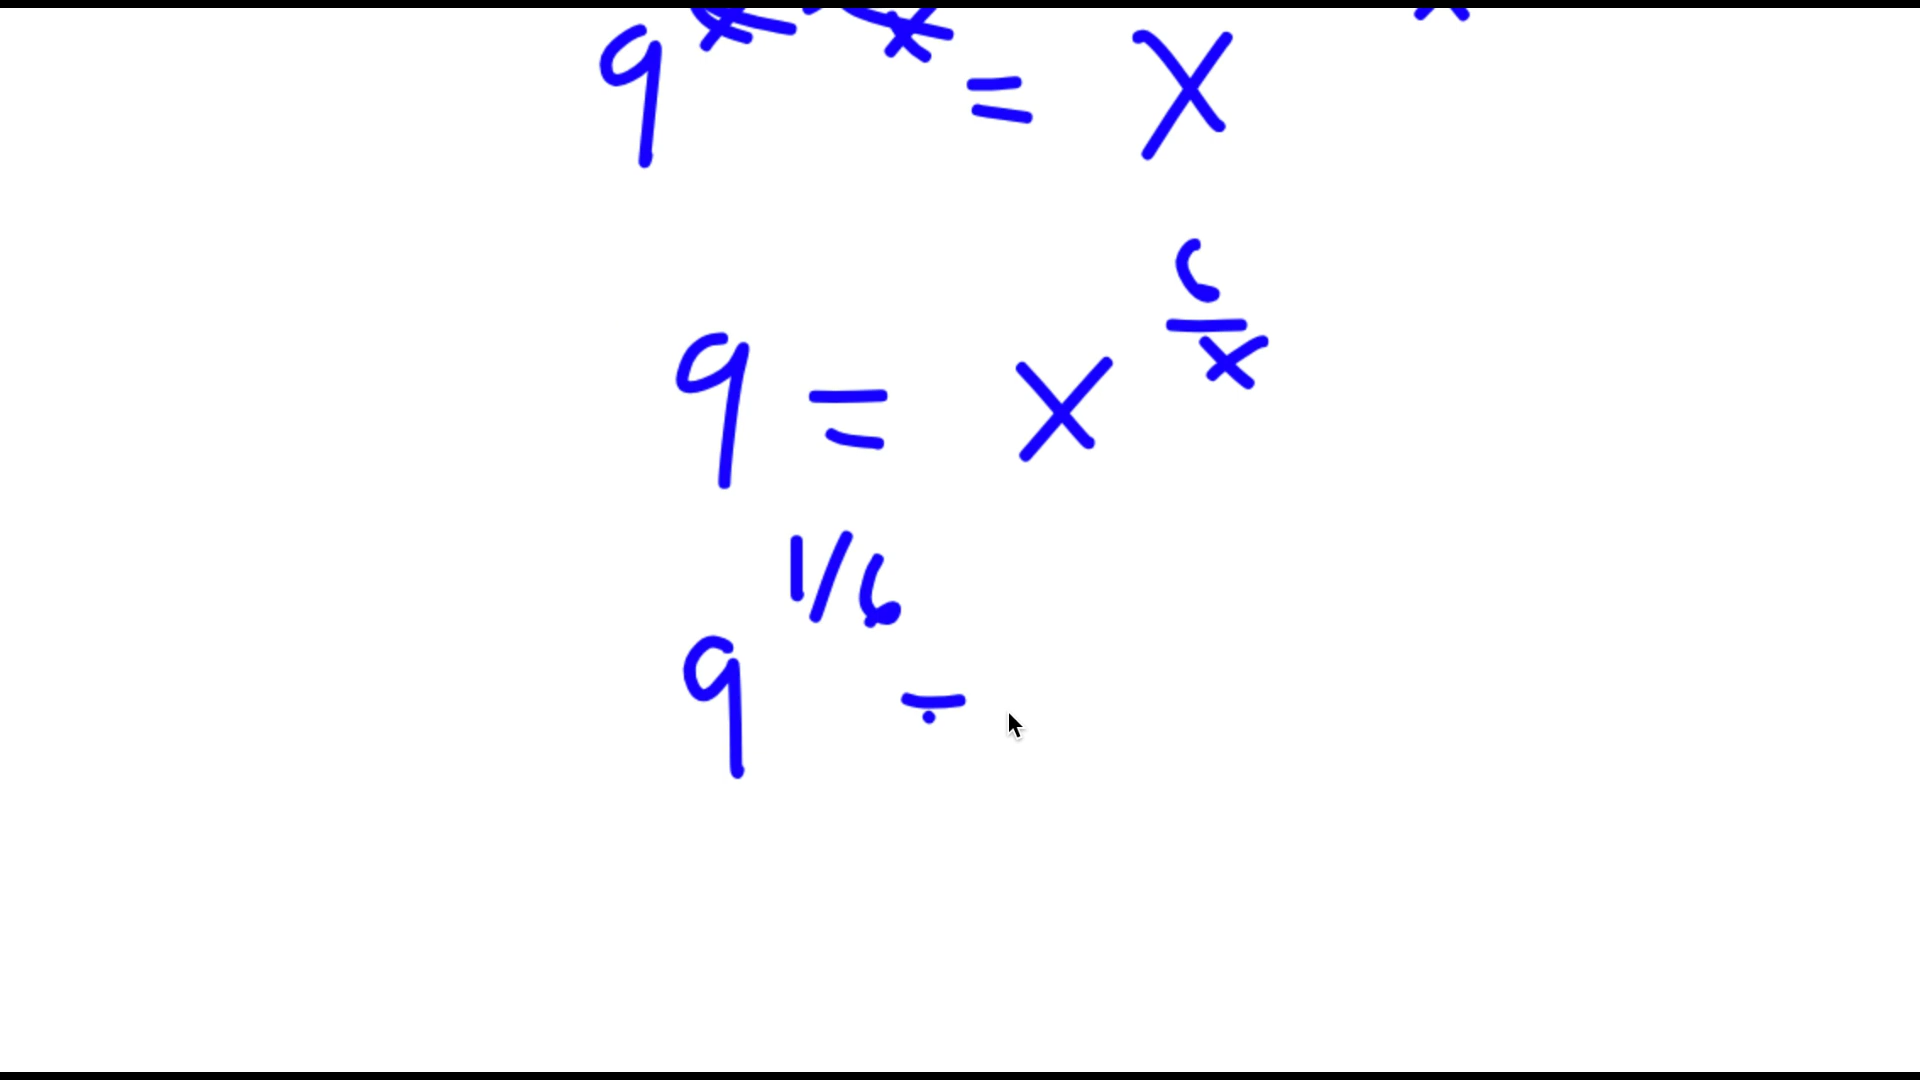 9 = x
9 = x^(6/x)
9^(1/6)